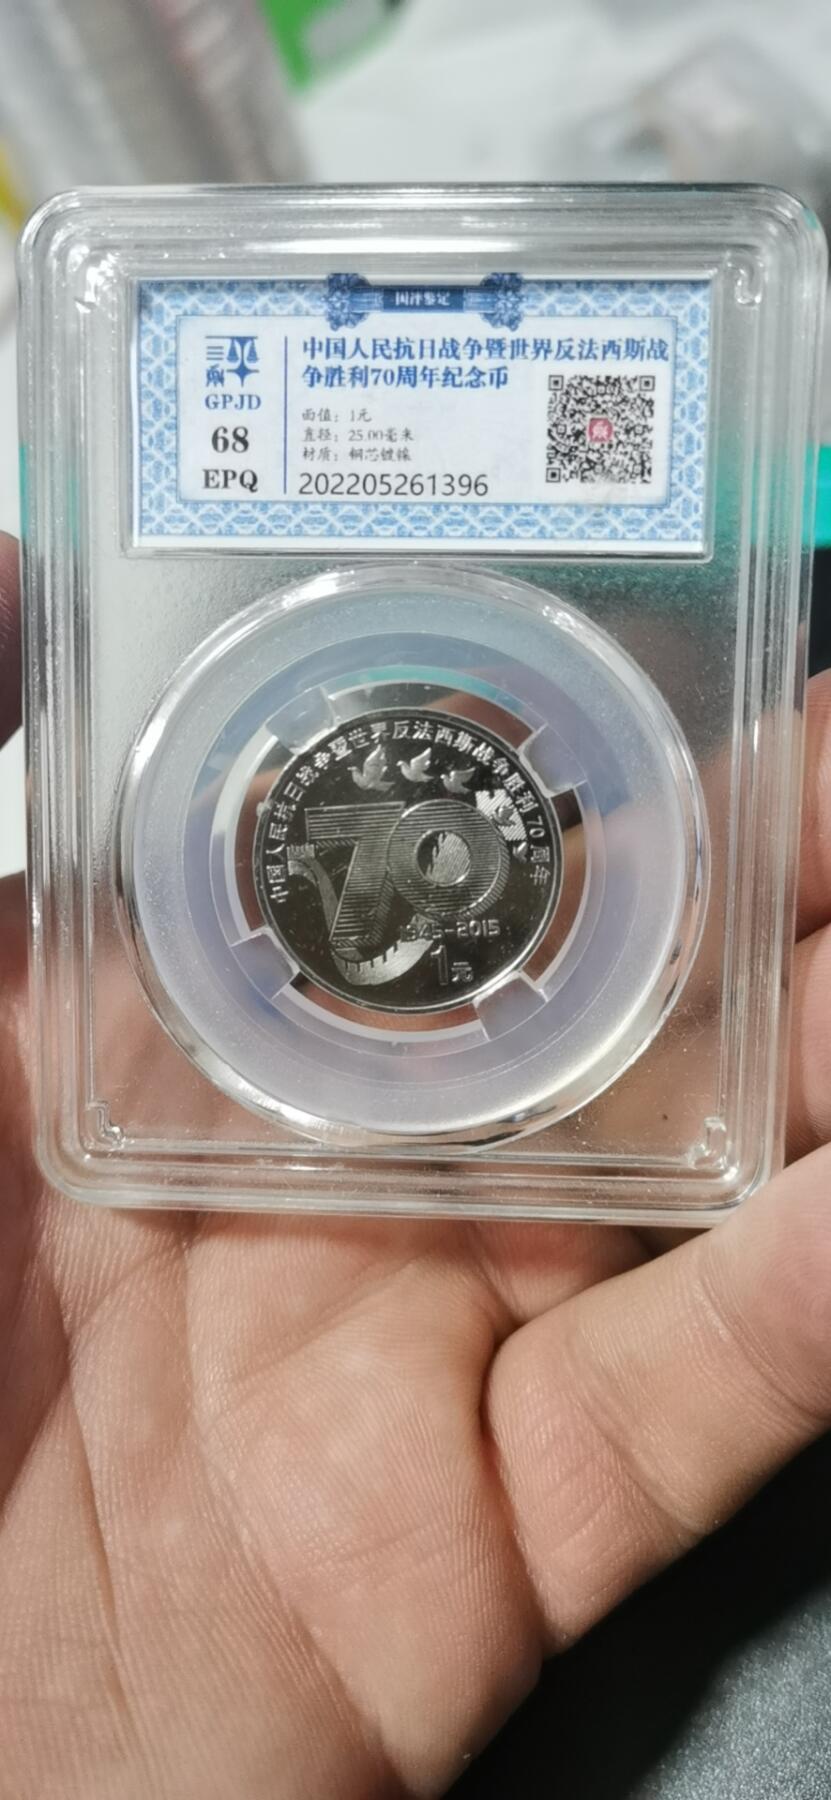 国评鉴定
中国人民抗日战争暨世界反法西斯战
争胜利70周年纪念币
GPJD
68
EPQ
面值：1元
直径：25.00毫米
材质：铜芯镀镍
202205261396
中国人民抗日战争暨世界反法西斯战争胜利70周年
70
1945-2015
1元